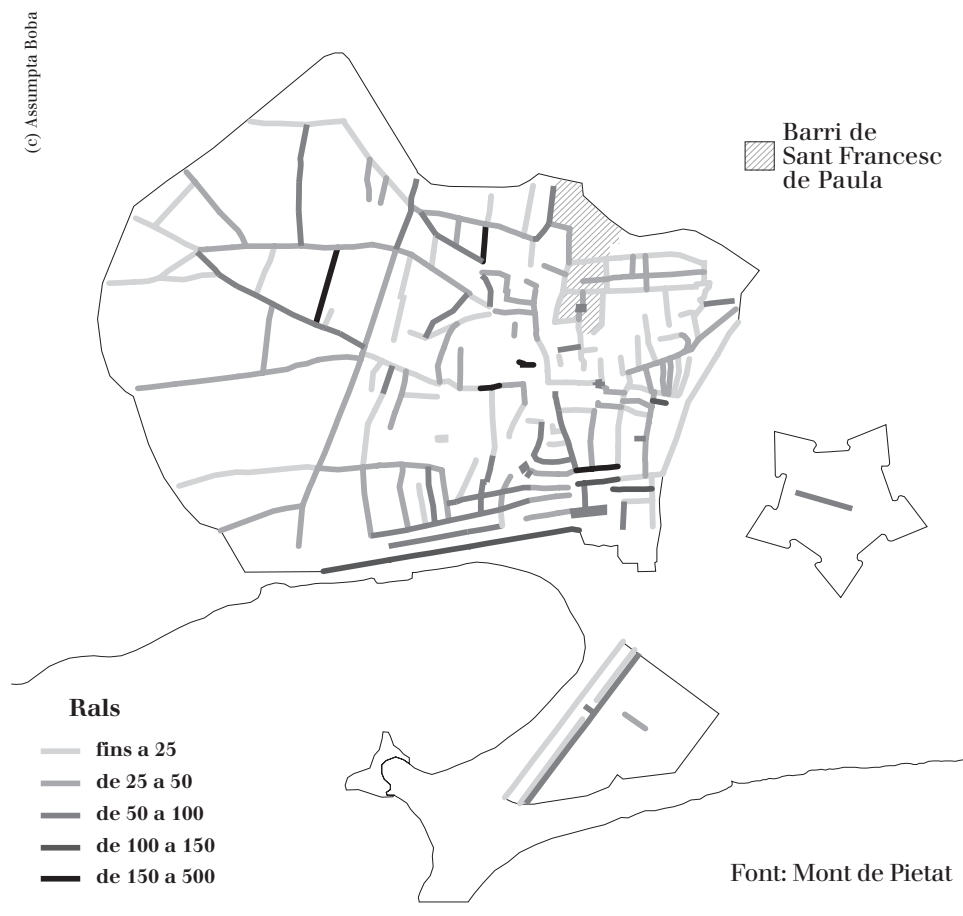 (c) Assumpta Boba
Barri de
Sant Francesc
de Paula
Rals
fins a 25
de 25 a 50
de 50 a 100
de 100 a 150
de 150 a 500
Font: Mont de Pietat